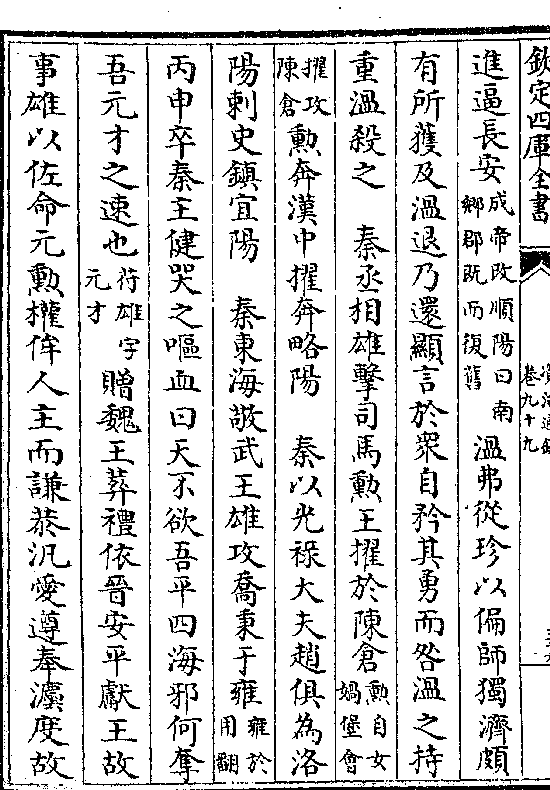 欽定四庫全書
卷九十九
進逼長安成帝改順陽曰南鄉郡既而復舊溫弗從珍以偏師獨濟頗
有所獲及溫退乃還顯言於衆自矜其勇而咎溫之持
重溫殺之 秦丞相雄擊司馬勲王擢於陳倉勲自女媧堡會
擢攻陳倉勲奔漢中擢奔略陽 秦以光祿大夫趙俱為洛
陽刺史鎮宜陽 秦東海敬武王雄攻喬秉于雍雍於用翻
丙申卒秦王健哭之嘔血曰天不欲吾平四海邪何奪
吾元才之速也苻雄字元才贈魏王葬禮依晉安平獻王故
事雄以佐命元勲權侔人主而謙恭汎愛遵奉灋度故